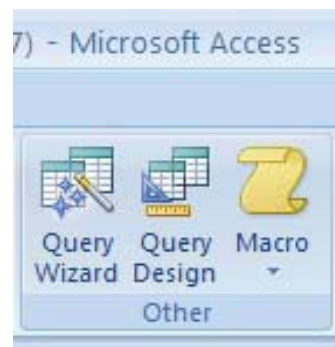 7) - Microsoft Access
Query Query Macro
Wizard Design
Other